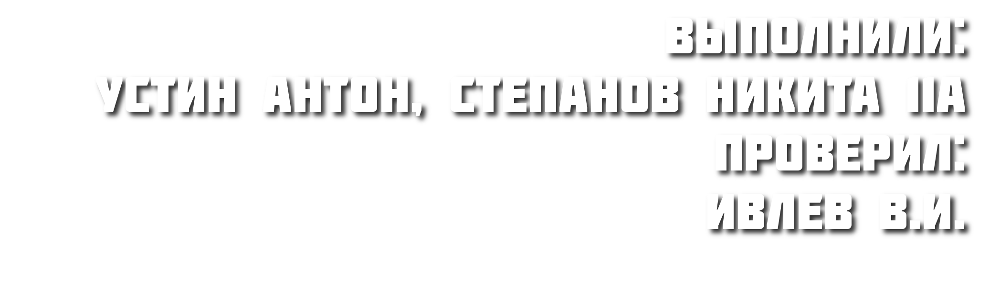 ВЫПОЛНИЛИ:
УСТИН АНТОН, СТЕПАНОВ НИКИТА 11А
ПРОВЕРИЛ:
ИВЛЕВ В.И.